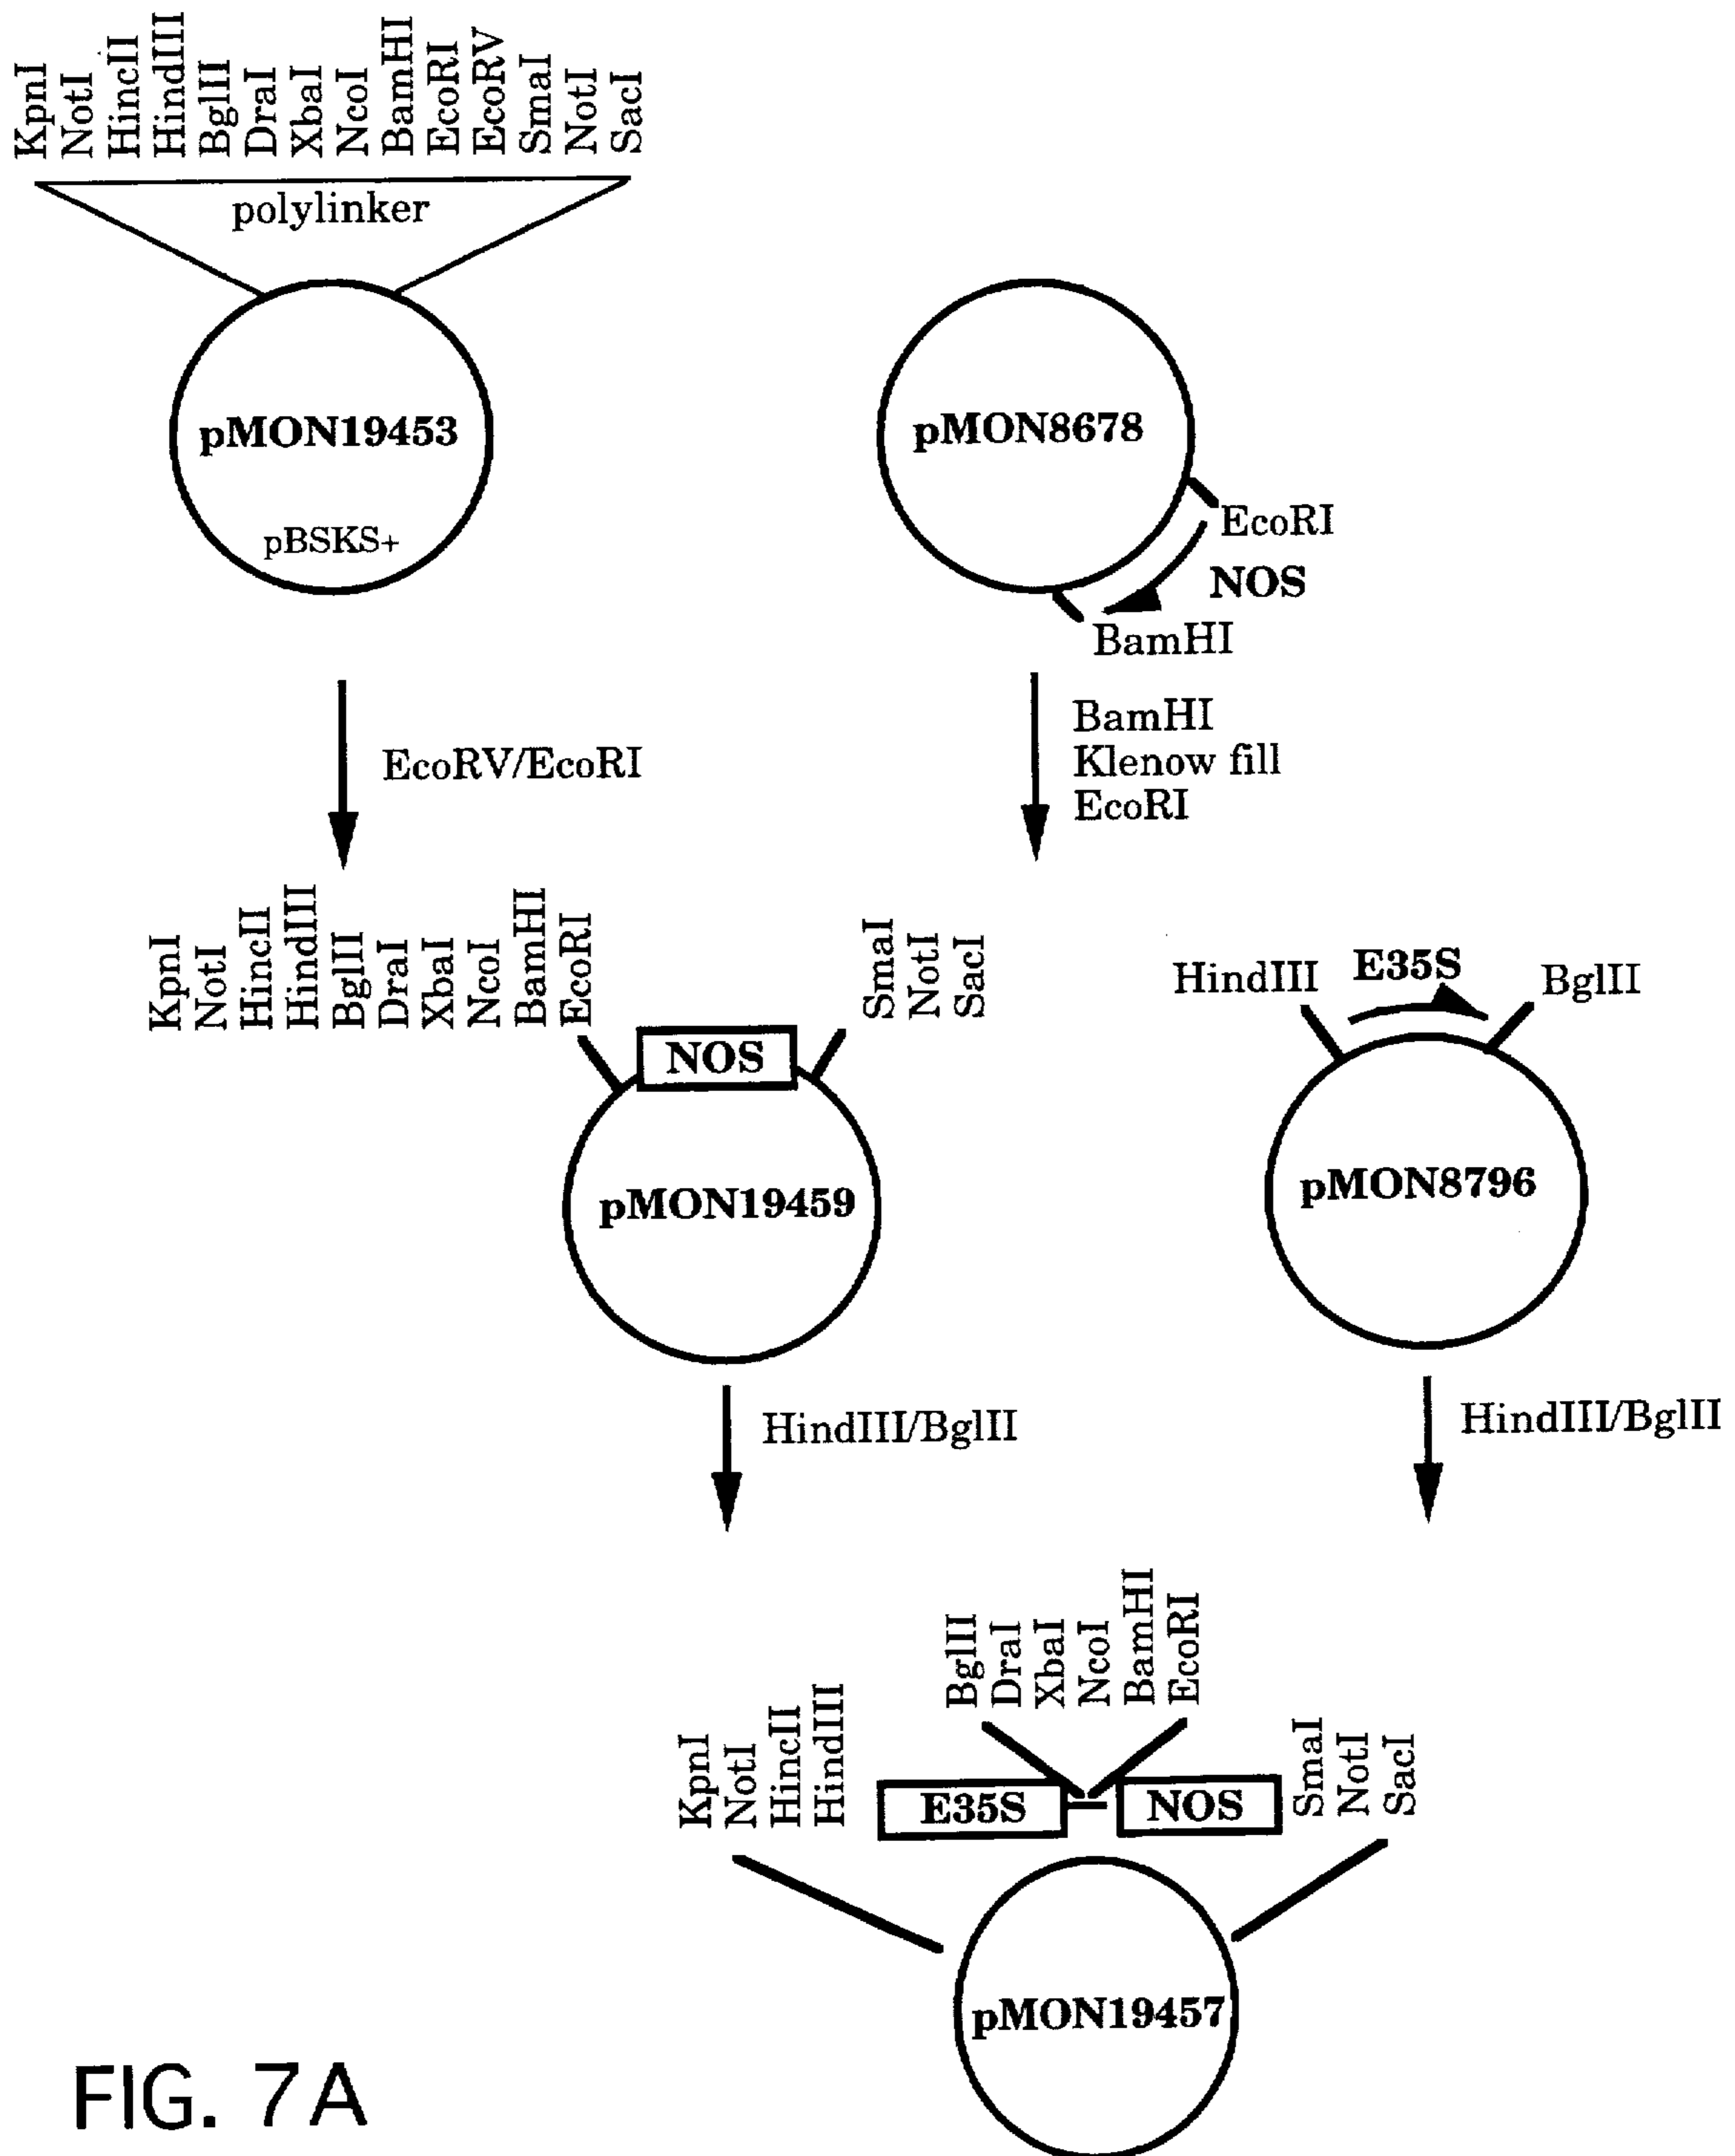 KpnI
NotI
HincII
HindIII
BglII
DraI
XbaI
NcoI
BamHI
EcoRI
EcoRV
SmaI
NotI
SacI
polylinker
pMON19453
pBSKS+
pMON8678
EcoRI
NOS
BamHI
EcoRV/EcoRI
BamHI
Klenow fill
EcoRI
KpnI
NotI
HincII
HindIII
BglII
DraI
XbaI
NcoI
BamHI
EcoRI
SmaI
NotI
SacI
NOS
pMON19459
HindIII
E35S
BglII
pMON8796
HindIII/BglII
HindIII/BglII
KpnI
NotI
HincII
HindIII
BglII
DraI
XbaI
NcoI
BamHI
EcoRI
SmaI
NotI
SacI
E35S
NOS
pMON19457
FIG. 7A